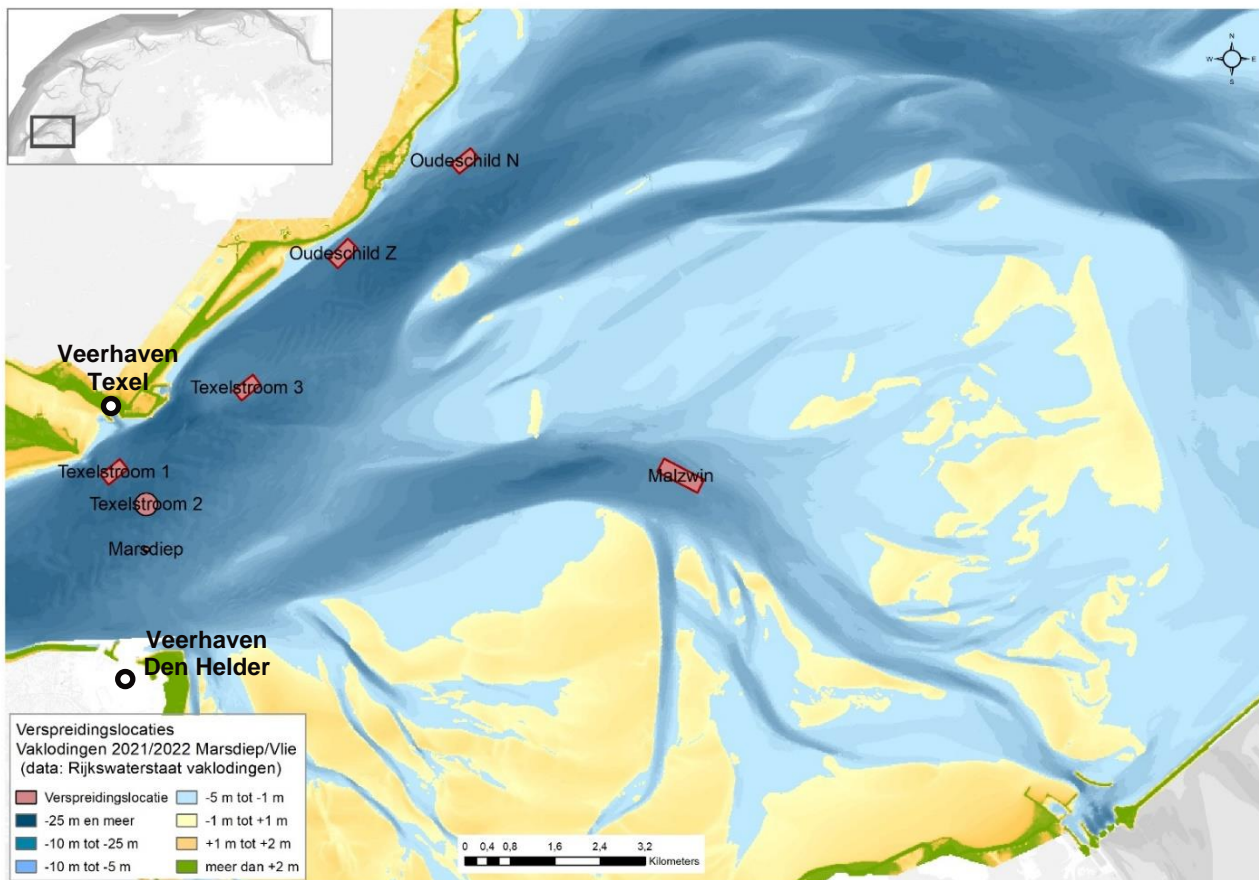 N
W E
S
Oudeschild N
Oudeschild Z
Veerhaven
Texel
Texelstroom 3
Texelstroom 1
Malzwin
Texelstroom 2
Marsdiep
Veerhaven
Den Helder
Verspreidingslocaties
Vaklodingen 2021/2022 Marsdiep/Vlie
(data: Rijkswaterstaat vaklodingen)
Verspreidingslocatie
-25 m en meer
-10 m tot -25 m
-10 m tot -5 m
-5 m tot -1 m
-1 m tot +1 m
+1 m tot +2 m
meer dan +2 m
0 0,4 0,8 1,6 2,4 3,2
Kilometers